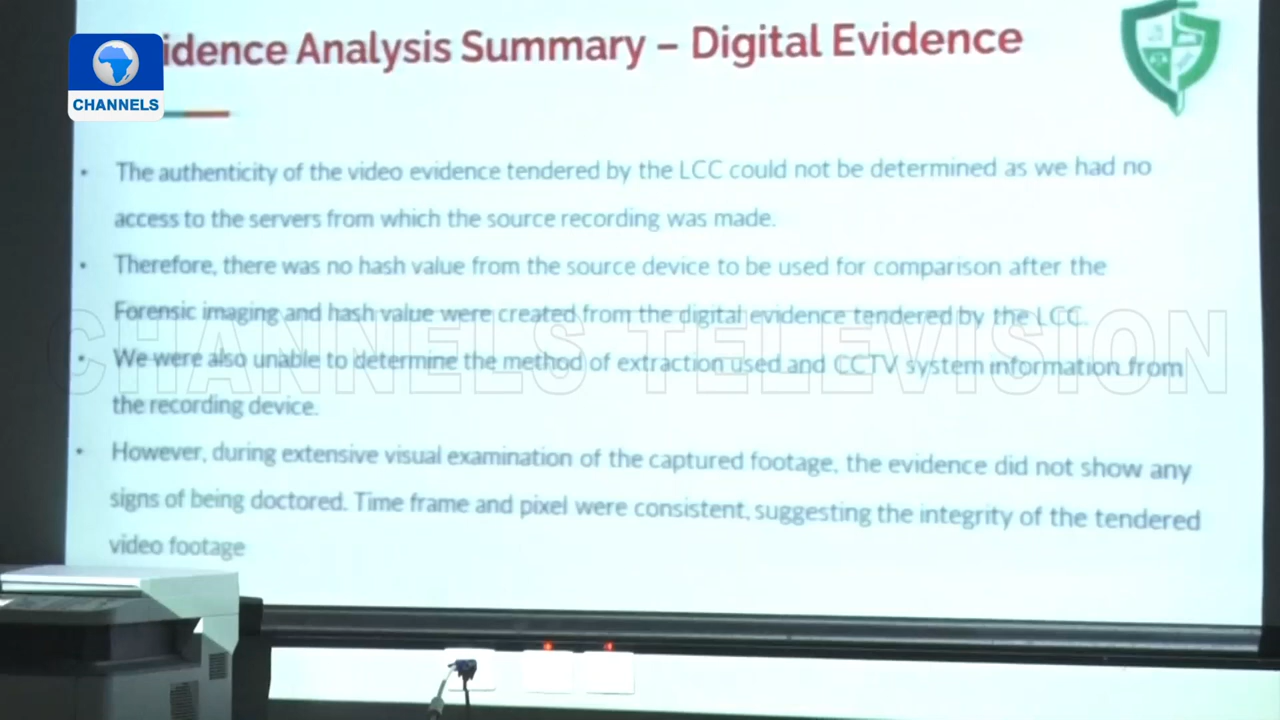 idence Analysis Summary – Digital Evidence
CHANNELS
• The authenticity of the video evidence tendered by the LCC could not be determined as we had no
access to the servers from which the source recording was made.
• Therefore, there was no hash value from the source device to be used for comparison after the
Forensic imaging and hash value were created from the digital evidence tendered by the LCC.
CHANNELS TELEVISION
• We were also unable to determine the method of extraction used and CCTV system information from
the recording device.
• However, during extensive visual examination of the captured footage, the evidence did not show any
signs of being doctored. Time frame and pixel were consistent, suggesting the integrity of the tendered
video footage